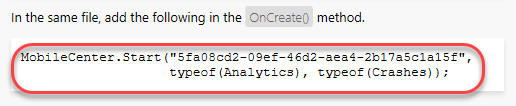 In the same file, add the following in the OnCreate() method.
MobileCenter.Start("5fa08cd2-09ef-46d2-aea4-2b17a5c1a15f",
typeof(Analytics), typeof(Crashes));